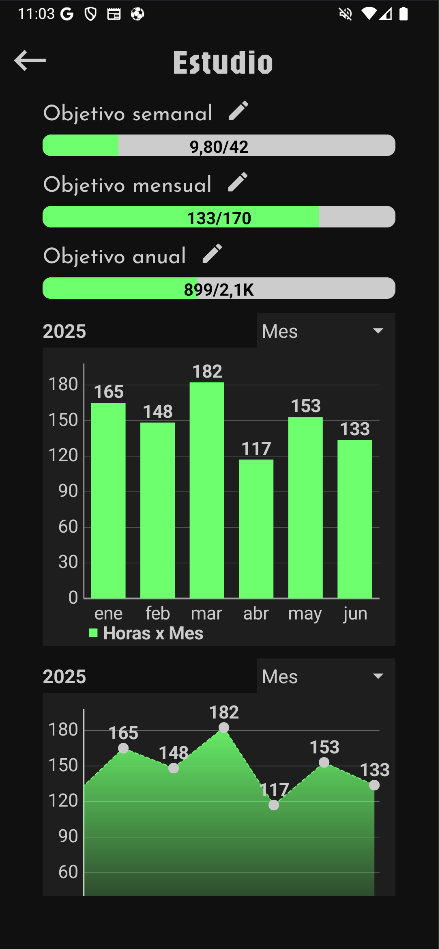 11:03
Estudio
Objetivo semanal
9,80/42
Objetivo mensual
133/170
Objetivo anual
899/2,1K
2025 Mes
180
150
120
90
60
30
0
165 148 182 117 153 133
ene feb mar abr may jun
Horas x Mes
2025 Mes
180
150
120
90
60
165 148 182 117 153 133